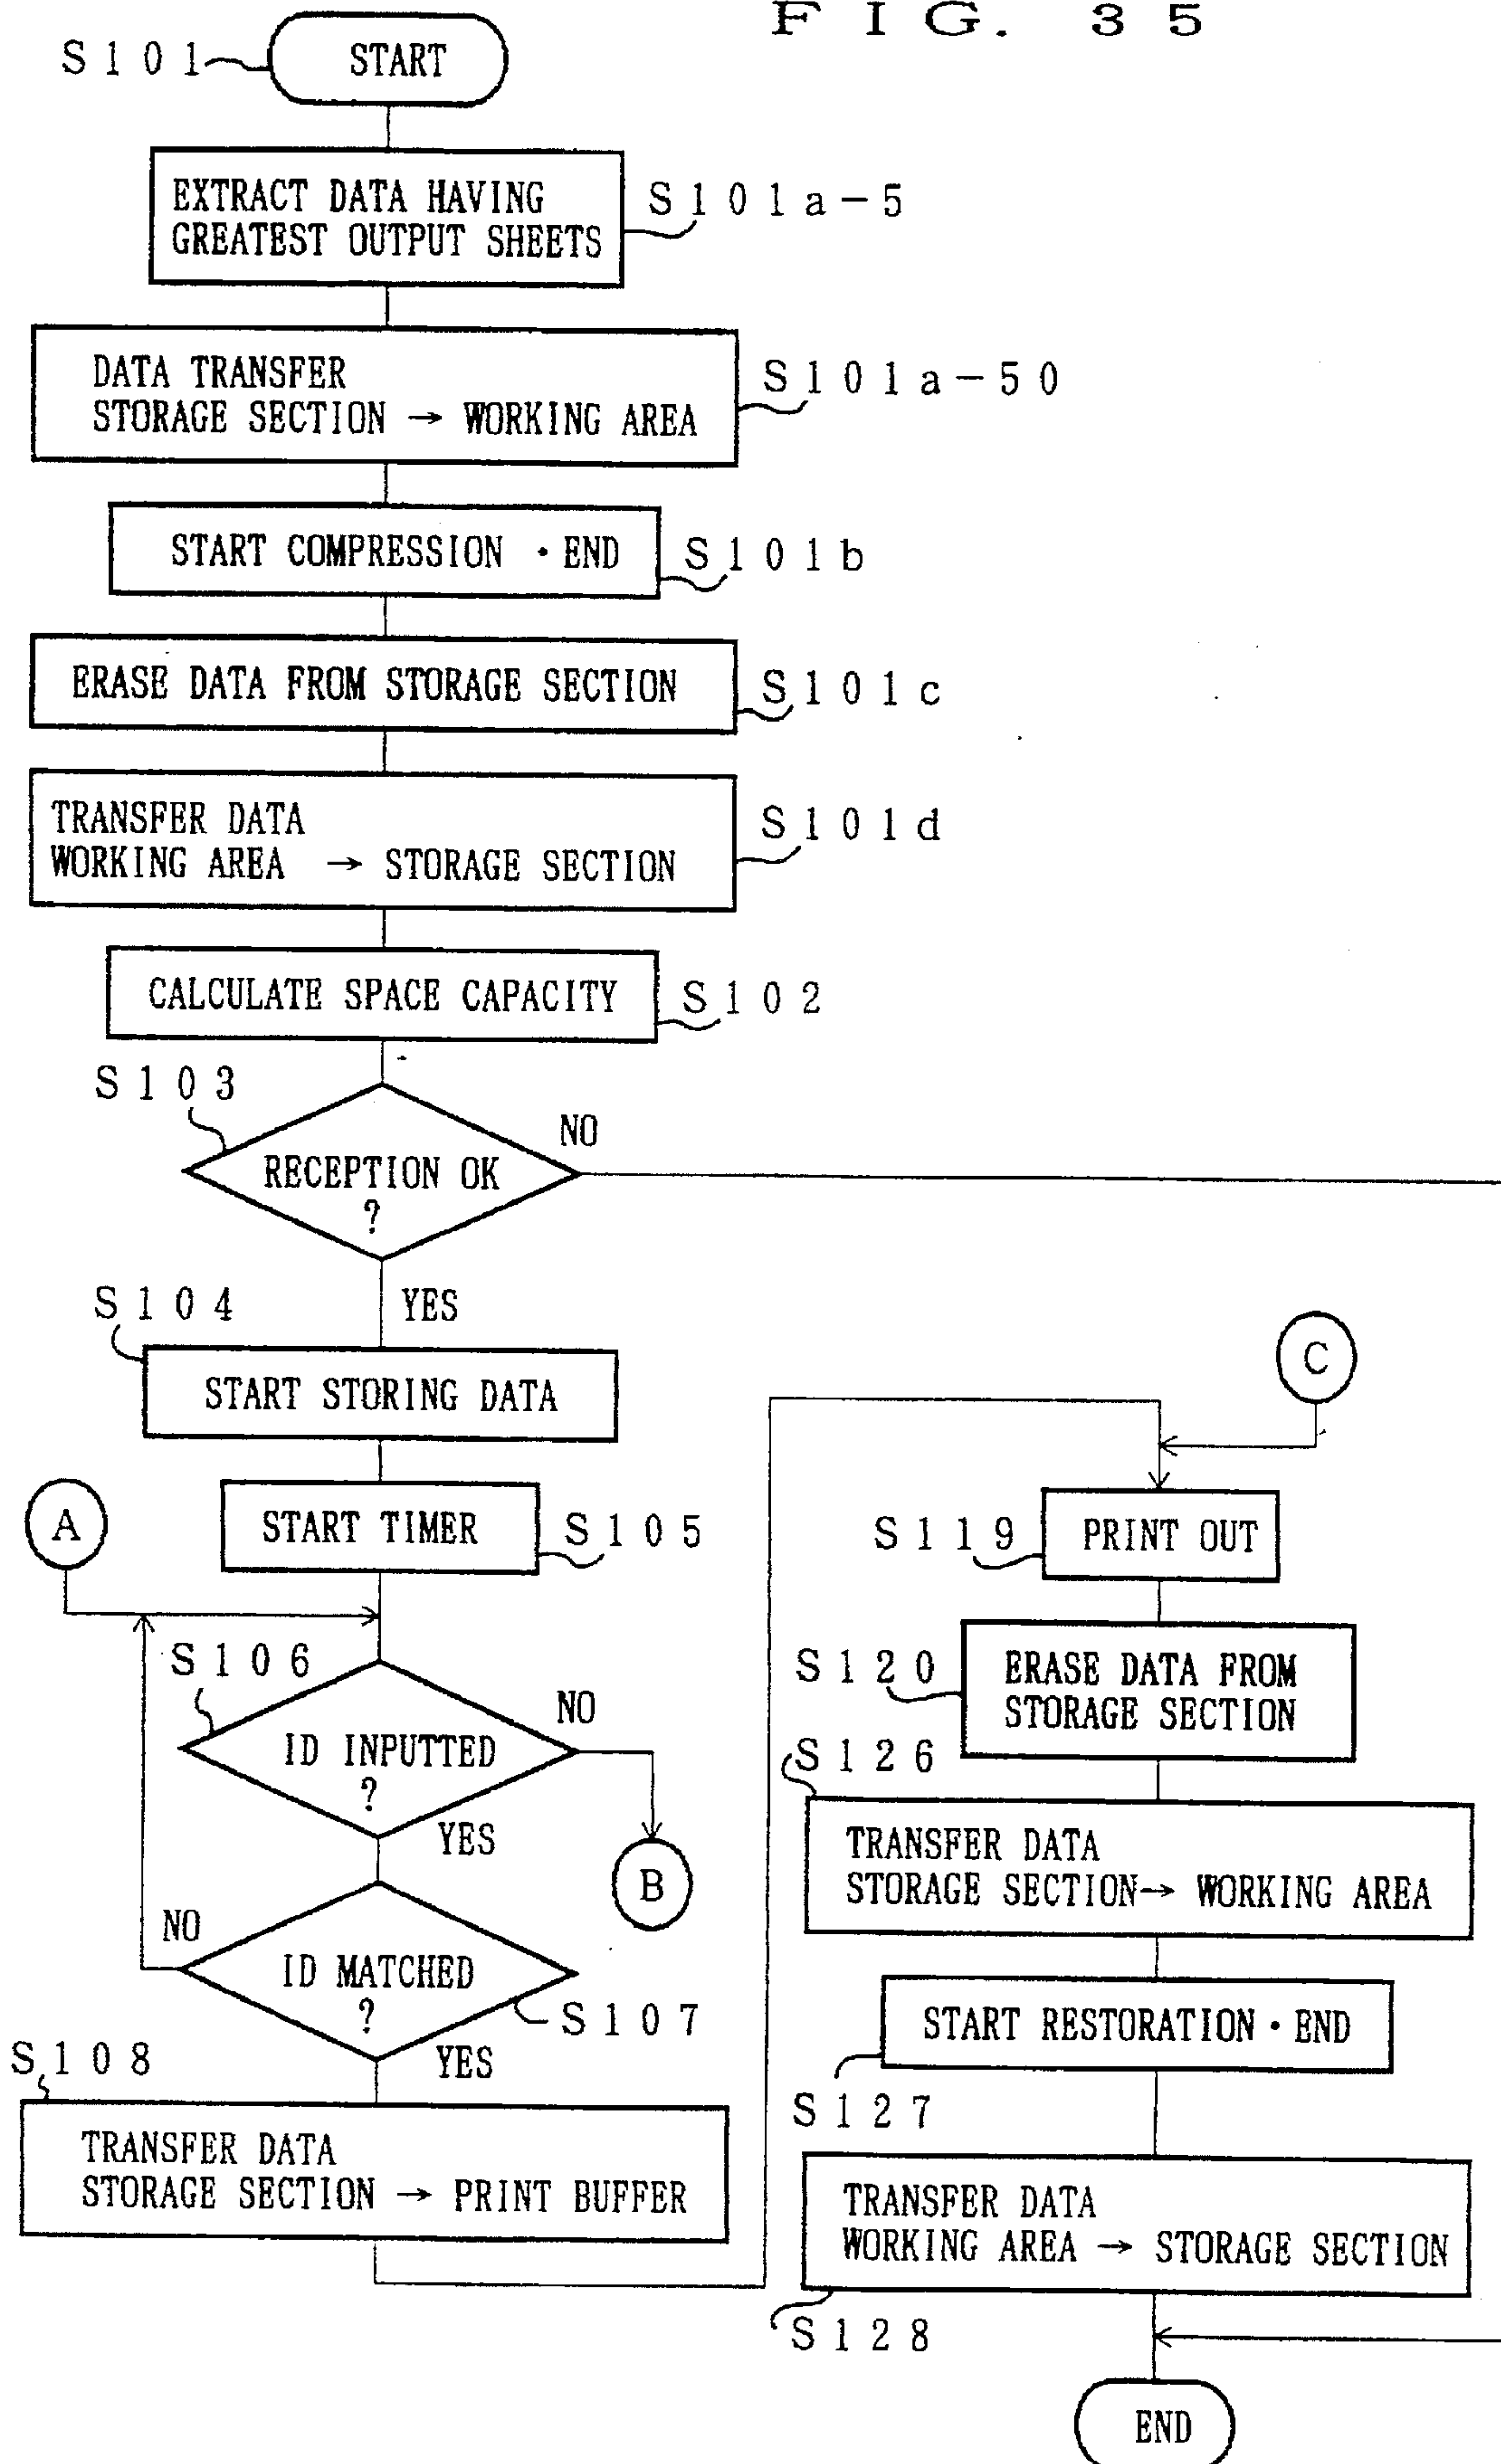 FIG. 35
S101
START
EXTRACT DATA HAVING
GREATEST OUTPUT SHEETS
S101a-5
DATA TRANSFER
STORAGE SECTION → WORKING AREA
S101a-50
START COMPRESSION ・END
S101b
ERASE DATA FROM STORAGE SECTION
S101c
TRANSFER DATA
WORKING AREA → STORAGE SECTION
S101d
CALCULATE SPACE CAPACITY
S102
S103
RECEPTION OK
?
NO
YES
S104
START STORING DATA
START TIMER
S105
A
S106
ID INPUTTED
?
NO
YES
B
ID MATCHED
?
NO
S107
YES
S108
TRANSFER DATA
STORAGE SECTION → PRINT BUFFER
C
S119
PRINT OUT
S120
ERASE DATA FROM
STORAGE SECTION
S126
TRANSFER DATA
STORAGE SECTION→ WORKING AREA
START RESTORATION・END
S127
TRANSFER DATA
WORKING AREA → STORAGE SECTION
S128
END